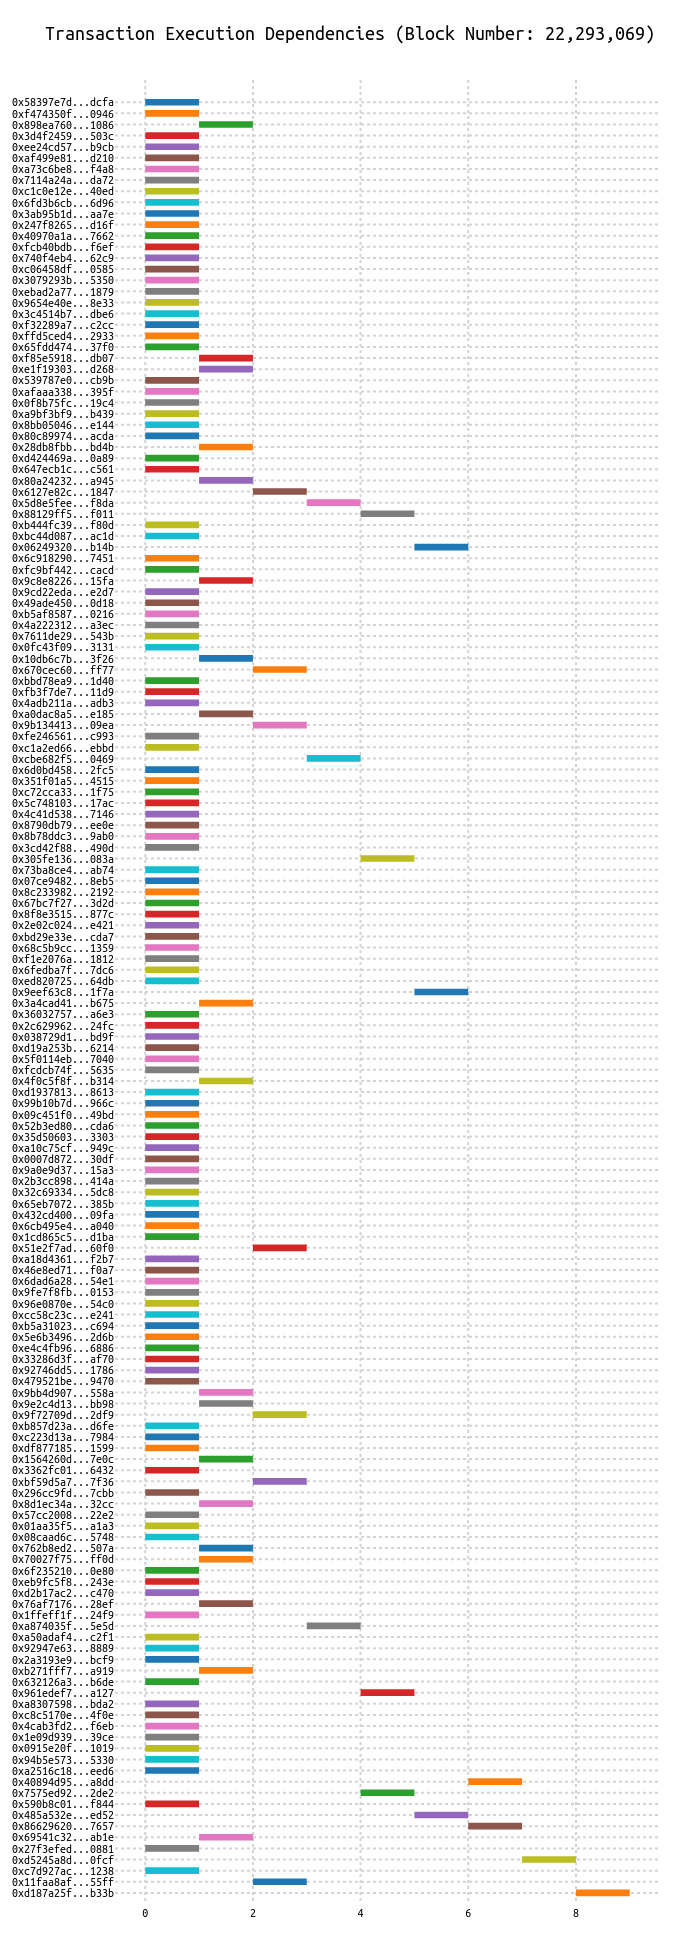 Transaction Execution Dependencies (Block Number: 22,293,069)
0x58397e7d...dcfa
0xf474350f...0946
0x898ea760...1086
0x3d4f2459...503c
0xee24cd57...b9cb
0xaf499e81...d210
0xa73c6be8...f4a8
0x7114a24a...da72
0xc1c0e12e...40ed
0x6fd3b6cb...6d96
0x3ab95b1d...aa7e
0x247f8265...d16f
0x40970a1a...7662
0xfcb40bdb...f6ef
0x740f4eb4...62c9
0xc06458df...0585
0x3079293b...5350
0xebad2a77...1879
0x9654e40e...8e33
0x3c4514b7...dbe6
0xf32289a7...c2cc
0xffd5ced4...2933
0x65fdd474...37f0
0xf85e5918...db07
0xe1f19303...d268
0x539787e0...cb9b
0xafaaa338...395f
0x0f8b75fc...19c4
0xa9bf3bf9...b439
0x8bb05046...e144
0x80c89974...acda
0x28db8fbb...bd4b
0xd424469a...0a89
0x647ecb1c...c561
0x80a24232...a945
0x6127e82c...1847
0x5d8e5fee...f8da
0x88129ff5...f011
0xb444fc39...f80d
0xbc44d087...ac1d
0x06249320...b14b
0x6c918290...7451
0xfc9bf442...cacd
0x9c8e8226...15fa
0x9cd22eda...e2d7
0x49ade450...0d18
0xb5af8587...0216
0x4a222312...a3ec
0x7611de29...543b
0x0fc43f09...3131
0x10db6c7b...3f26
0x670cec60...ff77
0xbbd78ea9...1d40
0xfb3f7de7...11d9
0x4adb211a...adb3
0xa0dac8a5...e185
0x9b134413...09ea
0xfe246561...c993
0xc1a2ed66...ebbd
0xcbe682f5...0469
0x6d0bd458...2fc5
0x351f01a5...4515
0xc72cca33...1f75
0x5c748103...17ac
0x4c41d538...7146
0x8790db79...ee0e
0x8b78ddc3...9ab0
0x3cd42f88...490d
0x305fe136...083a
0x73ba8ce4...ab74
0x07ce9482...8eb5
0x8c233982...2192
0x67bc7f27...3d2d
0x8f8e3515...877c
0x2e02c024...e421
0xbd29e33e...cda7
0x68c5b9cc...1359
0xf1e2076a...1812
0x6fedba7f...7dc6
0xed820725...64db
0x9eef63c8...1f7a
0x3a4cad41...b675
0x36032757...a6e3
0x2c629962...24fc
0x038729d1...bd9f
0xd19a253b...6214
0x5f0114eb...7040
0xfcdcb74f...5635
0x4f0c5f8f...b314
0xd1937813...8613
0x99b10b7d...966c
0x09c451f0...49bd
0x52b3ed80...cda6
0x35d50603...3303
0xa10c75cf...949c
0x0007d872...30df
0x9a0e9d37...15a3
0x2b3cc898...414a
0x32c69334...5dc8
0x65eb7072...385b
0x432cd400...09fa
0x6cb495e4...a040
0x1cd865c5...d1ba
0x51e2f7ad...60f0
0xa18d4361...f2b7
0x46e8ed71...f0a7
0x6dad6a28...54e1
0x9fe7f8fb...0153
0x96e0870e...54c0
0xcc58c23c...e241
0xb5a31023...c694
0x5e6b3496...2d6b
0xe4c4fb96...6886
0x33286d3f...af70
0x92746dd5...1786
0x479521be...9470
0x9bb4d907...558a
0x9e2c4d13...bb98
0x9f72709d...2df9
0xb857d23a...d6fe
0xc223d13a...7984
0xdf877185...1599
0x1564260d...7e0c
0x3362fc01...6432
0xbf59d5a7...7f36
0x296cc9fd...7cbb
0x8d1ec34a...32cc
0x57cc2008...22e2
0x01aa35f5...a1a3
0x08caad6c...5748
0x762b8ed2...507a
0x70027f75...ff0d
0x6f235210...0e80
0xeb9fc5f8...243e
0xd2b17ac2...c470
0x76af7176...28ef
0x1ffeff1f...24f9
0xa874035f...5e5d
0xa50adaf4...c2f1
0x92947e63...8889
0x2a3193e9...bcf9
0xb271fff7...a919
0x632126a3...b6de
0x961edef7...a127
0xa8307598...bda2
0xc8c5170e...4f0e
0x4cab3fd2...f6eb
0x1e09d939...39ce
0x0915e20f...1019
0x94b5e573...5330
0xa2516c18...eed6
0x40894d95...a8dd
0x7575ed92...2de2
0x590b8c01...f844
0x485a532e...ed52
0x86629620...7657
0x69541c32...ab1e
0x27f3efed...0881
0xd5245a8d...0fcf
0xc7d927ac...1238
0x11faa8af...55ff
0xd187a25f...b33b
0 2 4 6 8